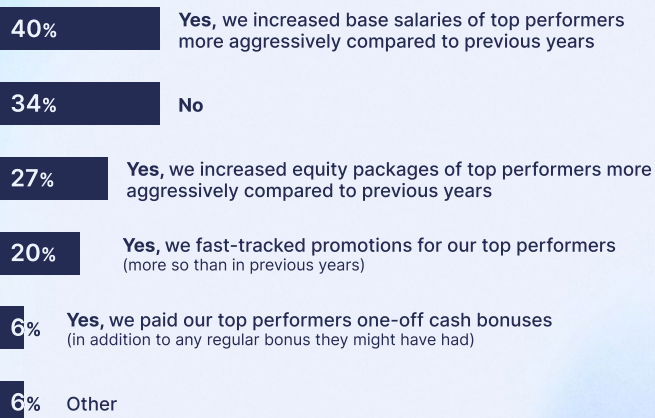 40%
Yes, we increased base salaries of top performers
more aggressively compared to previous years
34%
No
27%
Yes, we increased equity packages of top performers more
aggressively compared to previous years
20%
Yes, we fast-tracked promotions for our top performers
(more so than in previous years)
6%
Yes, we paid our top performers one-off cash bonuses
(in addition to any regular bonus they might have had)
6%
Other